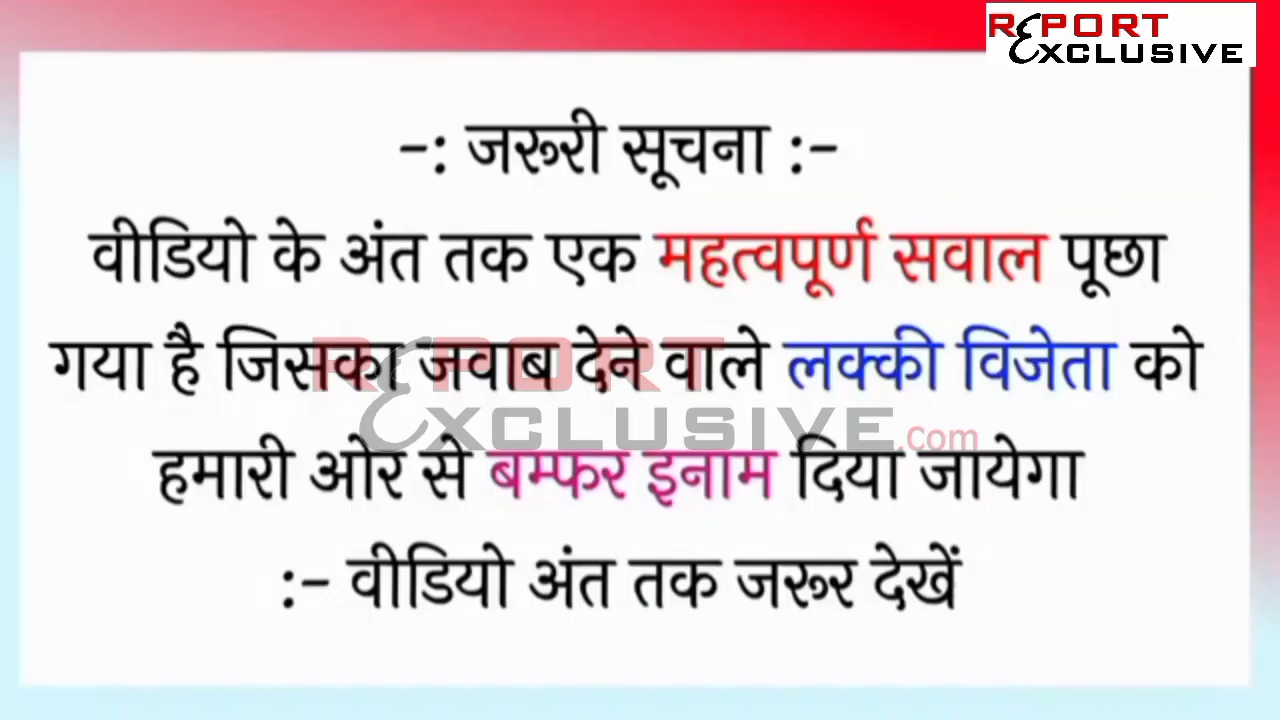 REPORT
EXCLUSIVE
-: जरूरी सूचना :-
वीडियो के अंत तक एक महत्वपूर्ण सवाल पूछा
गया है जिसका जवाब देने वाले लक्की विजेता को
REPORT
EXCLUSIVE.com
हमारी ओर से बम्फर इनाम दिया जायेगा
:- वीडियो अंत तक जरूर देखें